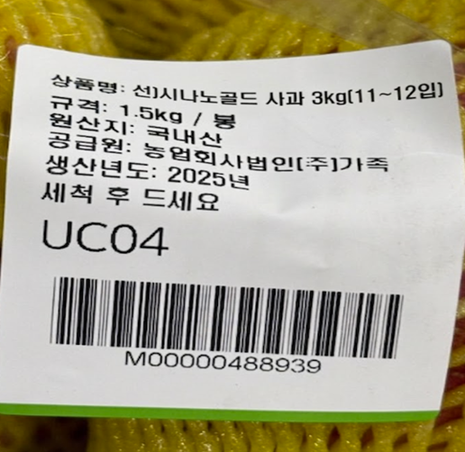 상품명: 선)시나노골드 사과 3kg(11~12입)
규격: 1.5kg / 봉
원산지: 국내산
공급원: 농업회사법인(주)가족
생산년도: 2025년
세척 후 드세요
UC04
M00000488939